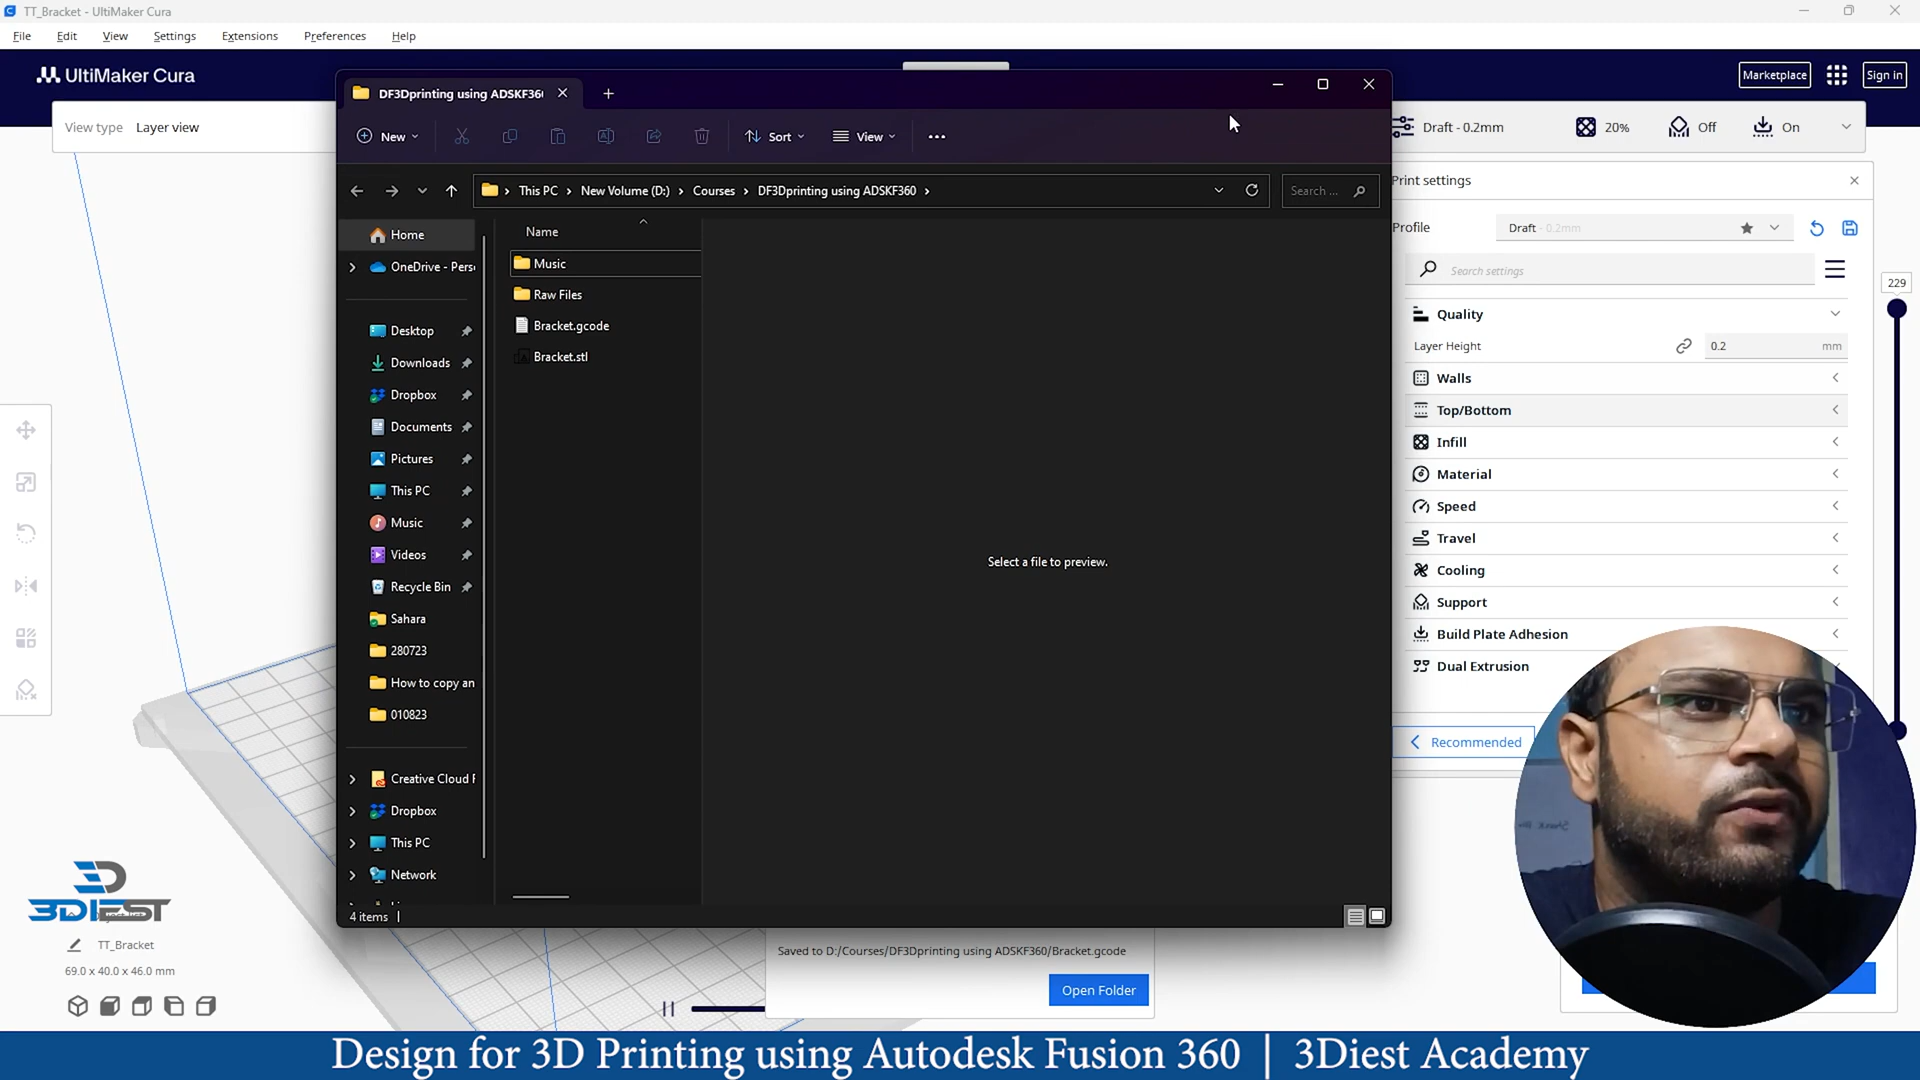 TT_Bracket - UltiMaker Cura
File Edit View Settings Extensions Preferences Help
UltiMaker Cura
Marketplace
Sign in
View type Layer view
DF3Dprinting using ADSKF36
Draft - 0.2mm 20% Off On
New Sort View
This PC > New Volume (D:) > Courses > DF3Dprinting using ADSKF360 >
Search ...
Print settings
Profile
Draft - 0.2mm
Search settings
229
Home
OneDrive - Pers
Desktop
Downloads
Dropbox
Documents
Pictures
This PC
Music
Videos
Recycle Bin
Sahara
280723
How to copy an
010823
Creative Cloud F
Dropbox
This PC
Network
Name
Music
Raw Files
Bracket.gcode
Bracket.stl
Select a file to preview.
4 items
Quality
Layer Height 0.2 mm
Walls
Top/Bottom
Infill
Material
Speed
Travel
Cooling
Support
Build Plate Adhesion
Dual Extrusion
Recommended
3DIEST
TT_Bracket
69.0 x 40.0 x 46.0 mm
Saved to D:/Courses/DF3Dprinting using ADSKF360/Bracket.gcode
Open Folder
Design for 3D Printing using Autodesk Fusion 360 | 3Diest Academy